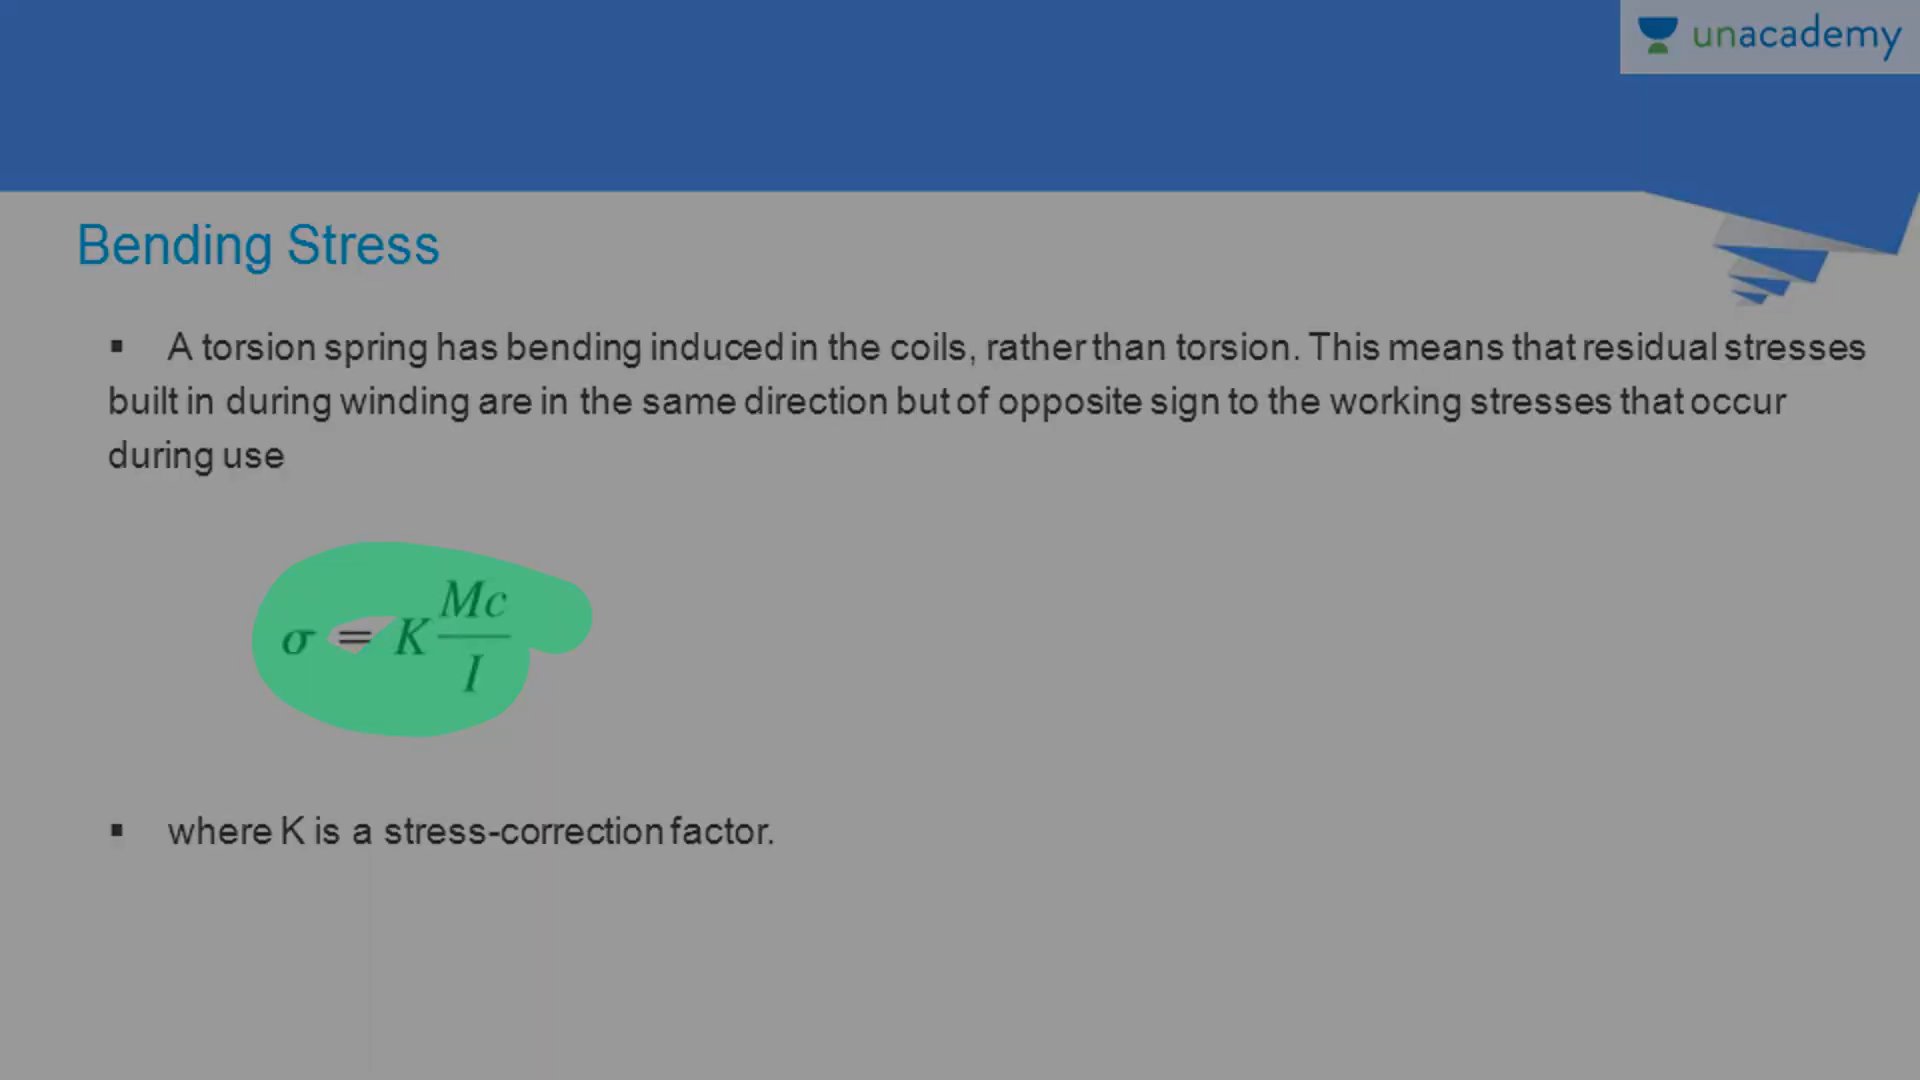 unacademy
Bending Stress
▪ A torsion spring has bending induced in the coils, rather than torsion. This means that residual stresses
built in during winding are in the same direction but of opposite sign to the working stresses that occur
during use
σ = K Mc / I
▪ where K is a stress-correction factor.